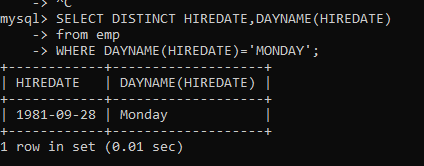 -> ^C
mysql> SELECT DISTINCT HIREDATE,DAYNAME(HIREDATE)
    -> from emp
    -> WHERE DAYNAME(HIREDATE)='MONDAY';
+------------+-------------------+
| HIREDATE   | DAYNAME(HIREDATE) |
+------------+-------------------+
| 1981-09-28 | Monday            |
+------------+-------------------+
1 row in set (0.01 sec)